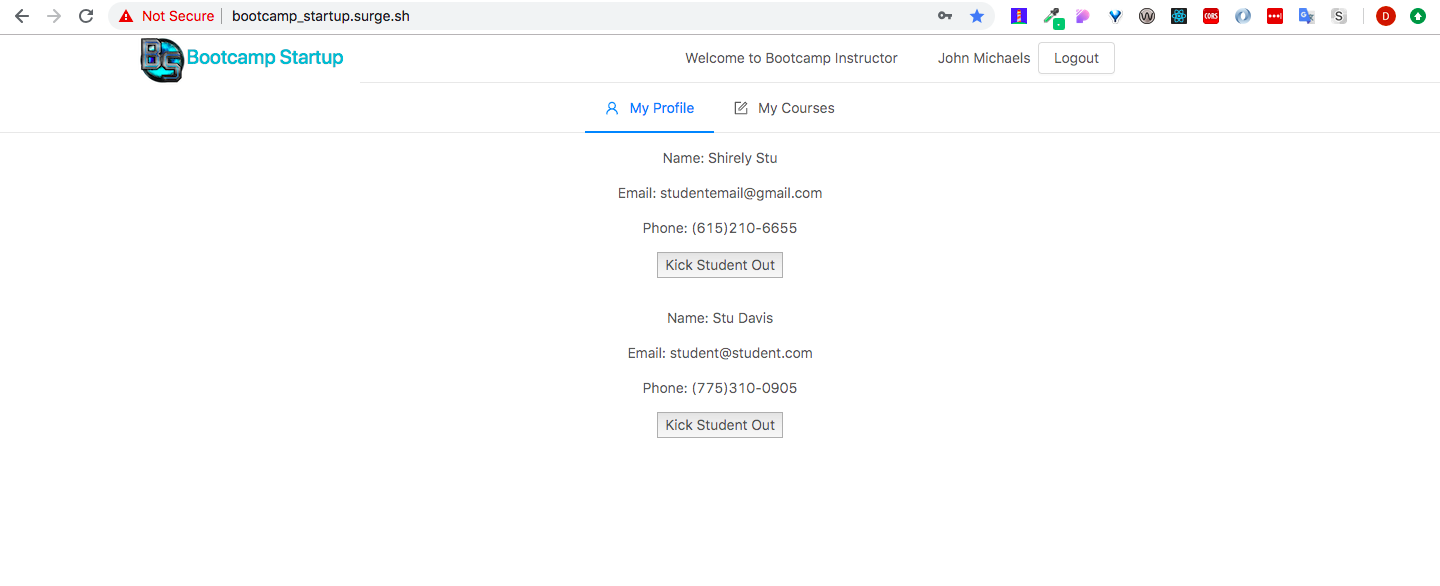 Not Secure bootcamp_startup.surge.sh
CORS
D
BS Bootcamp Startup
Welcome to Bootcamp Instructor John Michaels Logout
My Profile My Courses
Name: Shirely Stu
Email: studentemail@gmail.com
Phone: (615)210-6655
Kick Student Out
Name: Stu Davis
Email: student@student.com
Phone: (775)310-0905
Kick Student Out